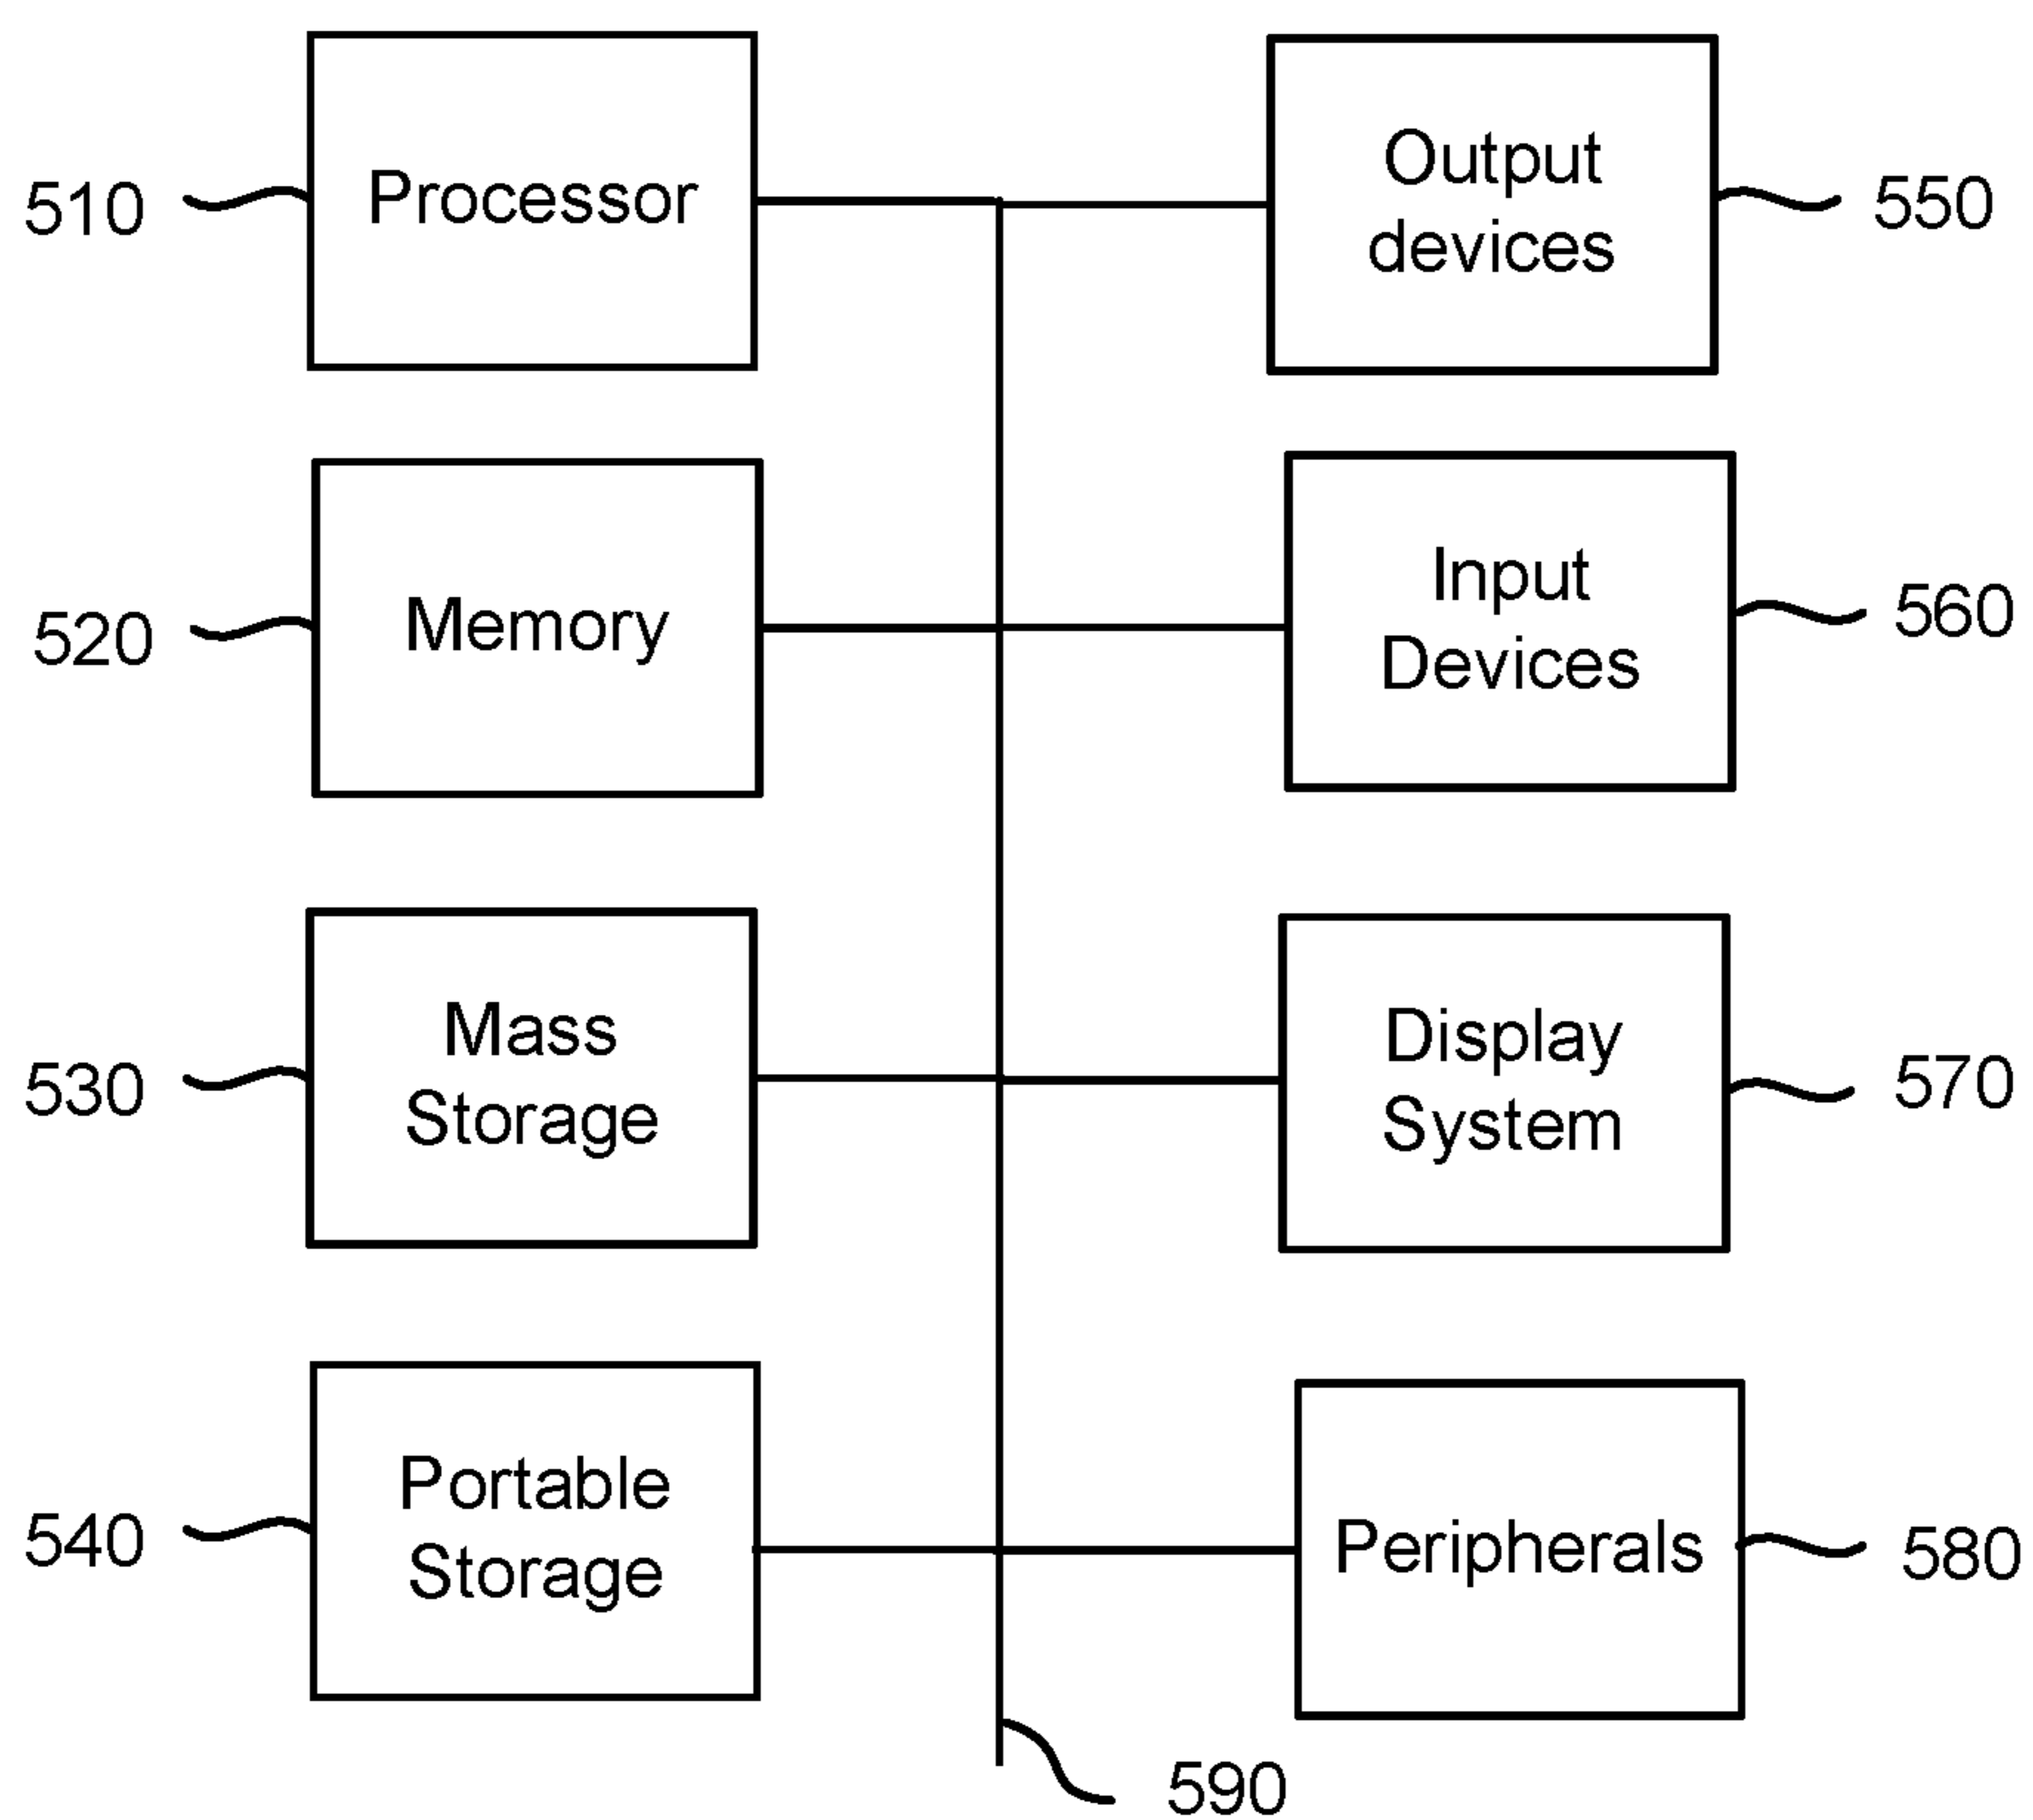 510
Processor
Output
devices
550
520
Memory
Input
Devices
560
530
Mass
Storage
Display
System
570
540
Portable
Storage
Peripherals
580
590